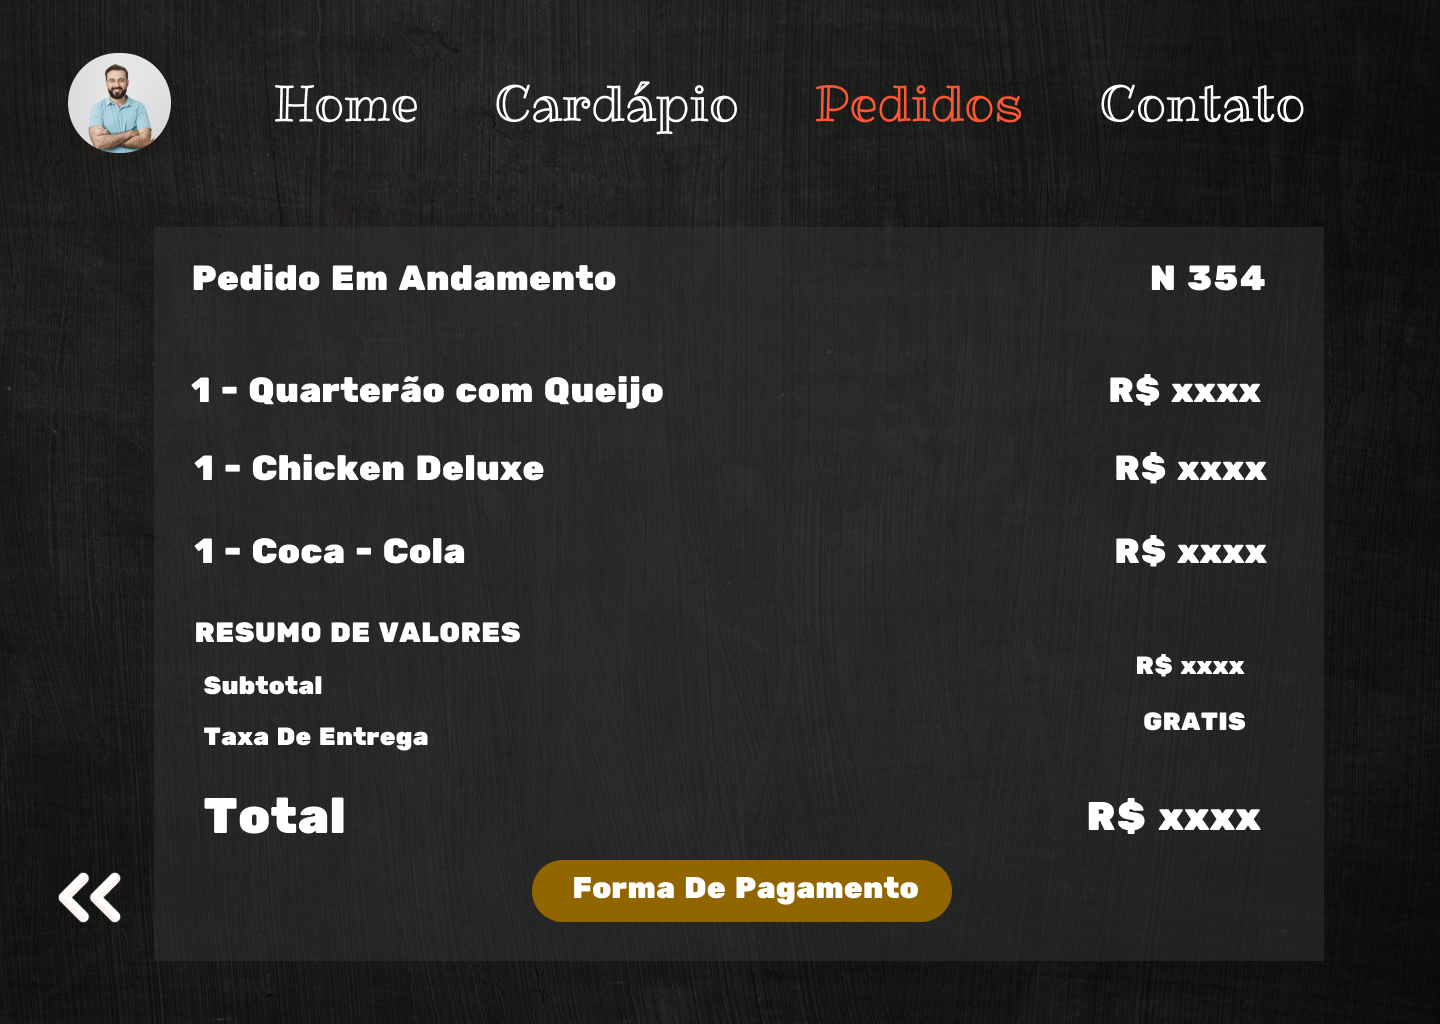 Home Cardápio Pedidos Contato
Pedido Em Andamento N 354
1 - Quarterão com Queijo R$ xxxx
1 - Chicken Deluxe R$ xxxx
1 - Coca - Cola R$ xxxx
RESUMO DE VALORES
Subtotal R$ xxxx
Taxa De Entrega GRATIS
Total R$ xxxx
Forma De Pagamento